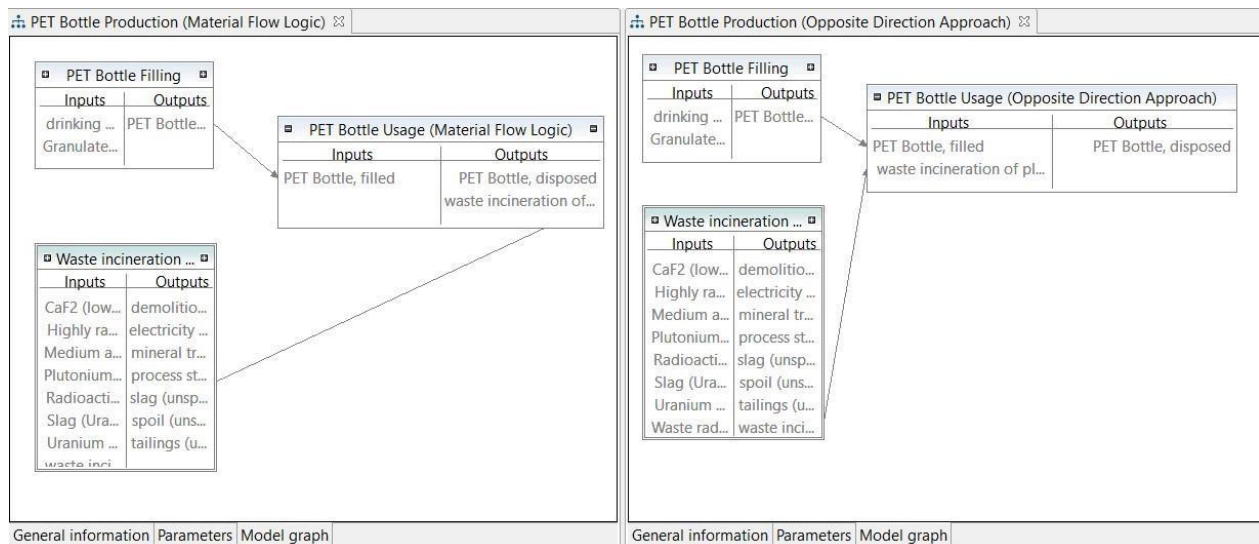 PET Bottle Production (Material Flow Logic)
PET Bottle Filling
Inputs Outputs
drinking ... PET Bottle...
Granulate...
PET Bottle Usage (Material Flow Logic)
Inputs Outputs
PET Bottle, filled PET Bottle, disposed
waste incineration of...
Waste incineration ...
Inputs Outputs
CaF2 (low... demolitio...
Highly ra... electricity ...
Medium a... mineral tr...
Plutonium... process st...
Radioacti... slag (unsp...
Slag (Ura... spoil (uns...
Uranium ... tailings (u...
waste inci...
General information Parameters Model graph
PET Bottle Production (Opposite Direction Approach)
PET Bottle Filling
Inputs Outputs
drinking ... PET Bottle...
Granulate...
PET Bottle Usage (Opposite Direction Approach)
Inputs Outputs
PET Bottle, filled PET Bottle, disposed
waste incineration of pl...
Waste incineration ...
Inputs Outputs
CaF2 (low... demolitio...
Highly ra... electricity ...
Medium a... mineral tr...
Plutonium... process st...
Radioacti... slag (unsp...
Slag (Ura... spoil (uns...
Uranium ... tailings (u...
Waste rad... waste inci...
General information Parameters Model graph